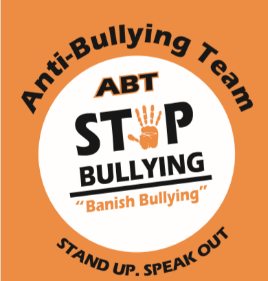 Anti-Bullying Team
ABT
STOP
BULLYING
"Banish Bullying"
STAND UP. SPEAK OUT